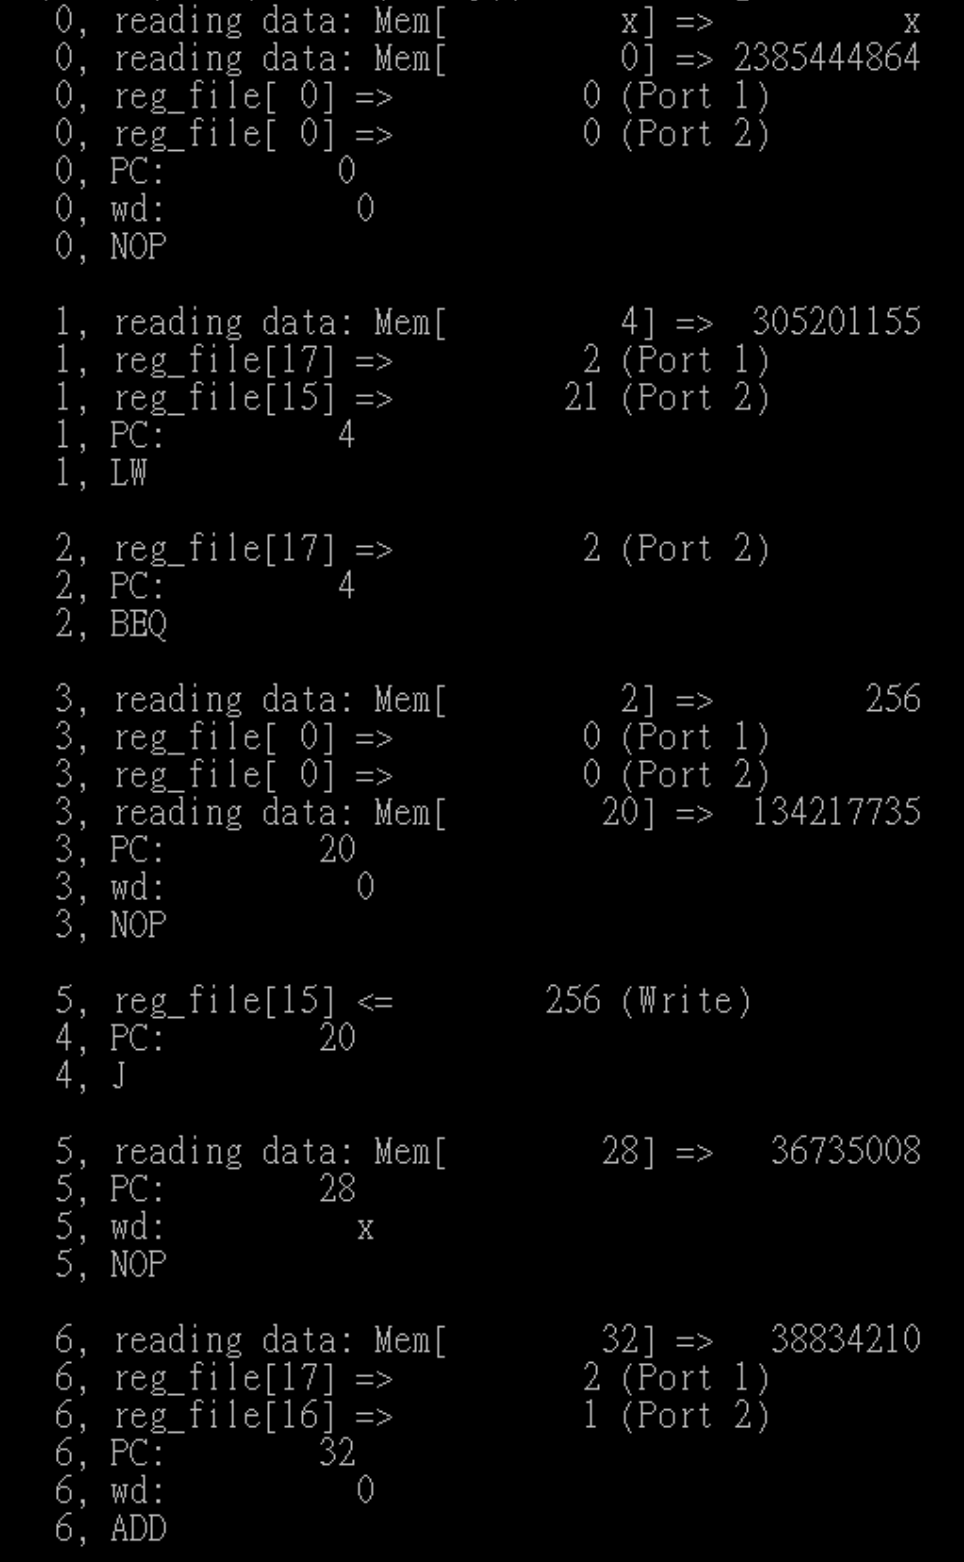 0, reading data: Mem[ x] => x
0, reading data: Mem[ 0] => 2385444864
0, reg_file[ 0] => 0 (Port 1)
0, reg_file[ 0] => 0 (Port 2)
0, PC: 0
0, wd: 0
0, NOP
1, reading data: Mem[ 4] => 305201155
1, reg_file[17] => 2 (Port 1)
1, reg_file[15] => 21 (Port 2)
1, PC: 4
1, LW
2, reg_file[17] => 2 (Port 2)
2, PC: 4
2, BEQ
3, reading data: Mem[ 2] => 256
3, reg_file[ 0] => 0 (Port 1)
3, reg_file[ 0] => 0 (Port 2)
3, reading data: Mem[ 20] => 134217735
3, PC: 20
3, wd: 0
3, NOP
5, reg_file[15] <= 256 (Write)
4, PC: 20
4, J
5, reading data: Mem[ 28] => 36735008
5, PC: 28
5, wd: x
5, NOP
6, reading data: Mem[ 32] => 38834210
6, reg_file[17] => 2 (Port 1)
6, reg_file[16] => 1 (Port 2)
6, PC: 32
6, wd: 0
6, ADD